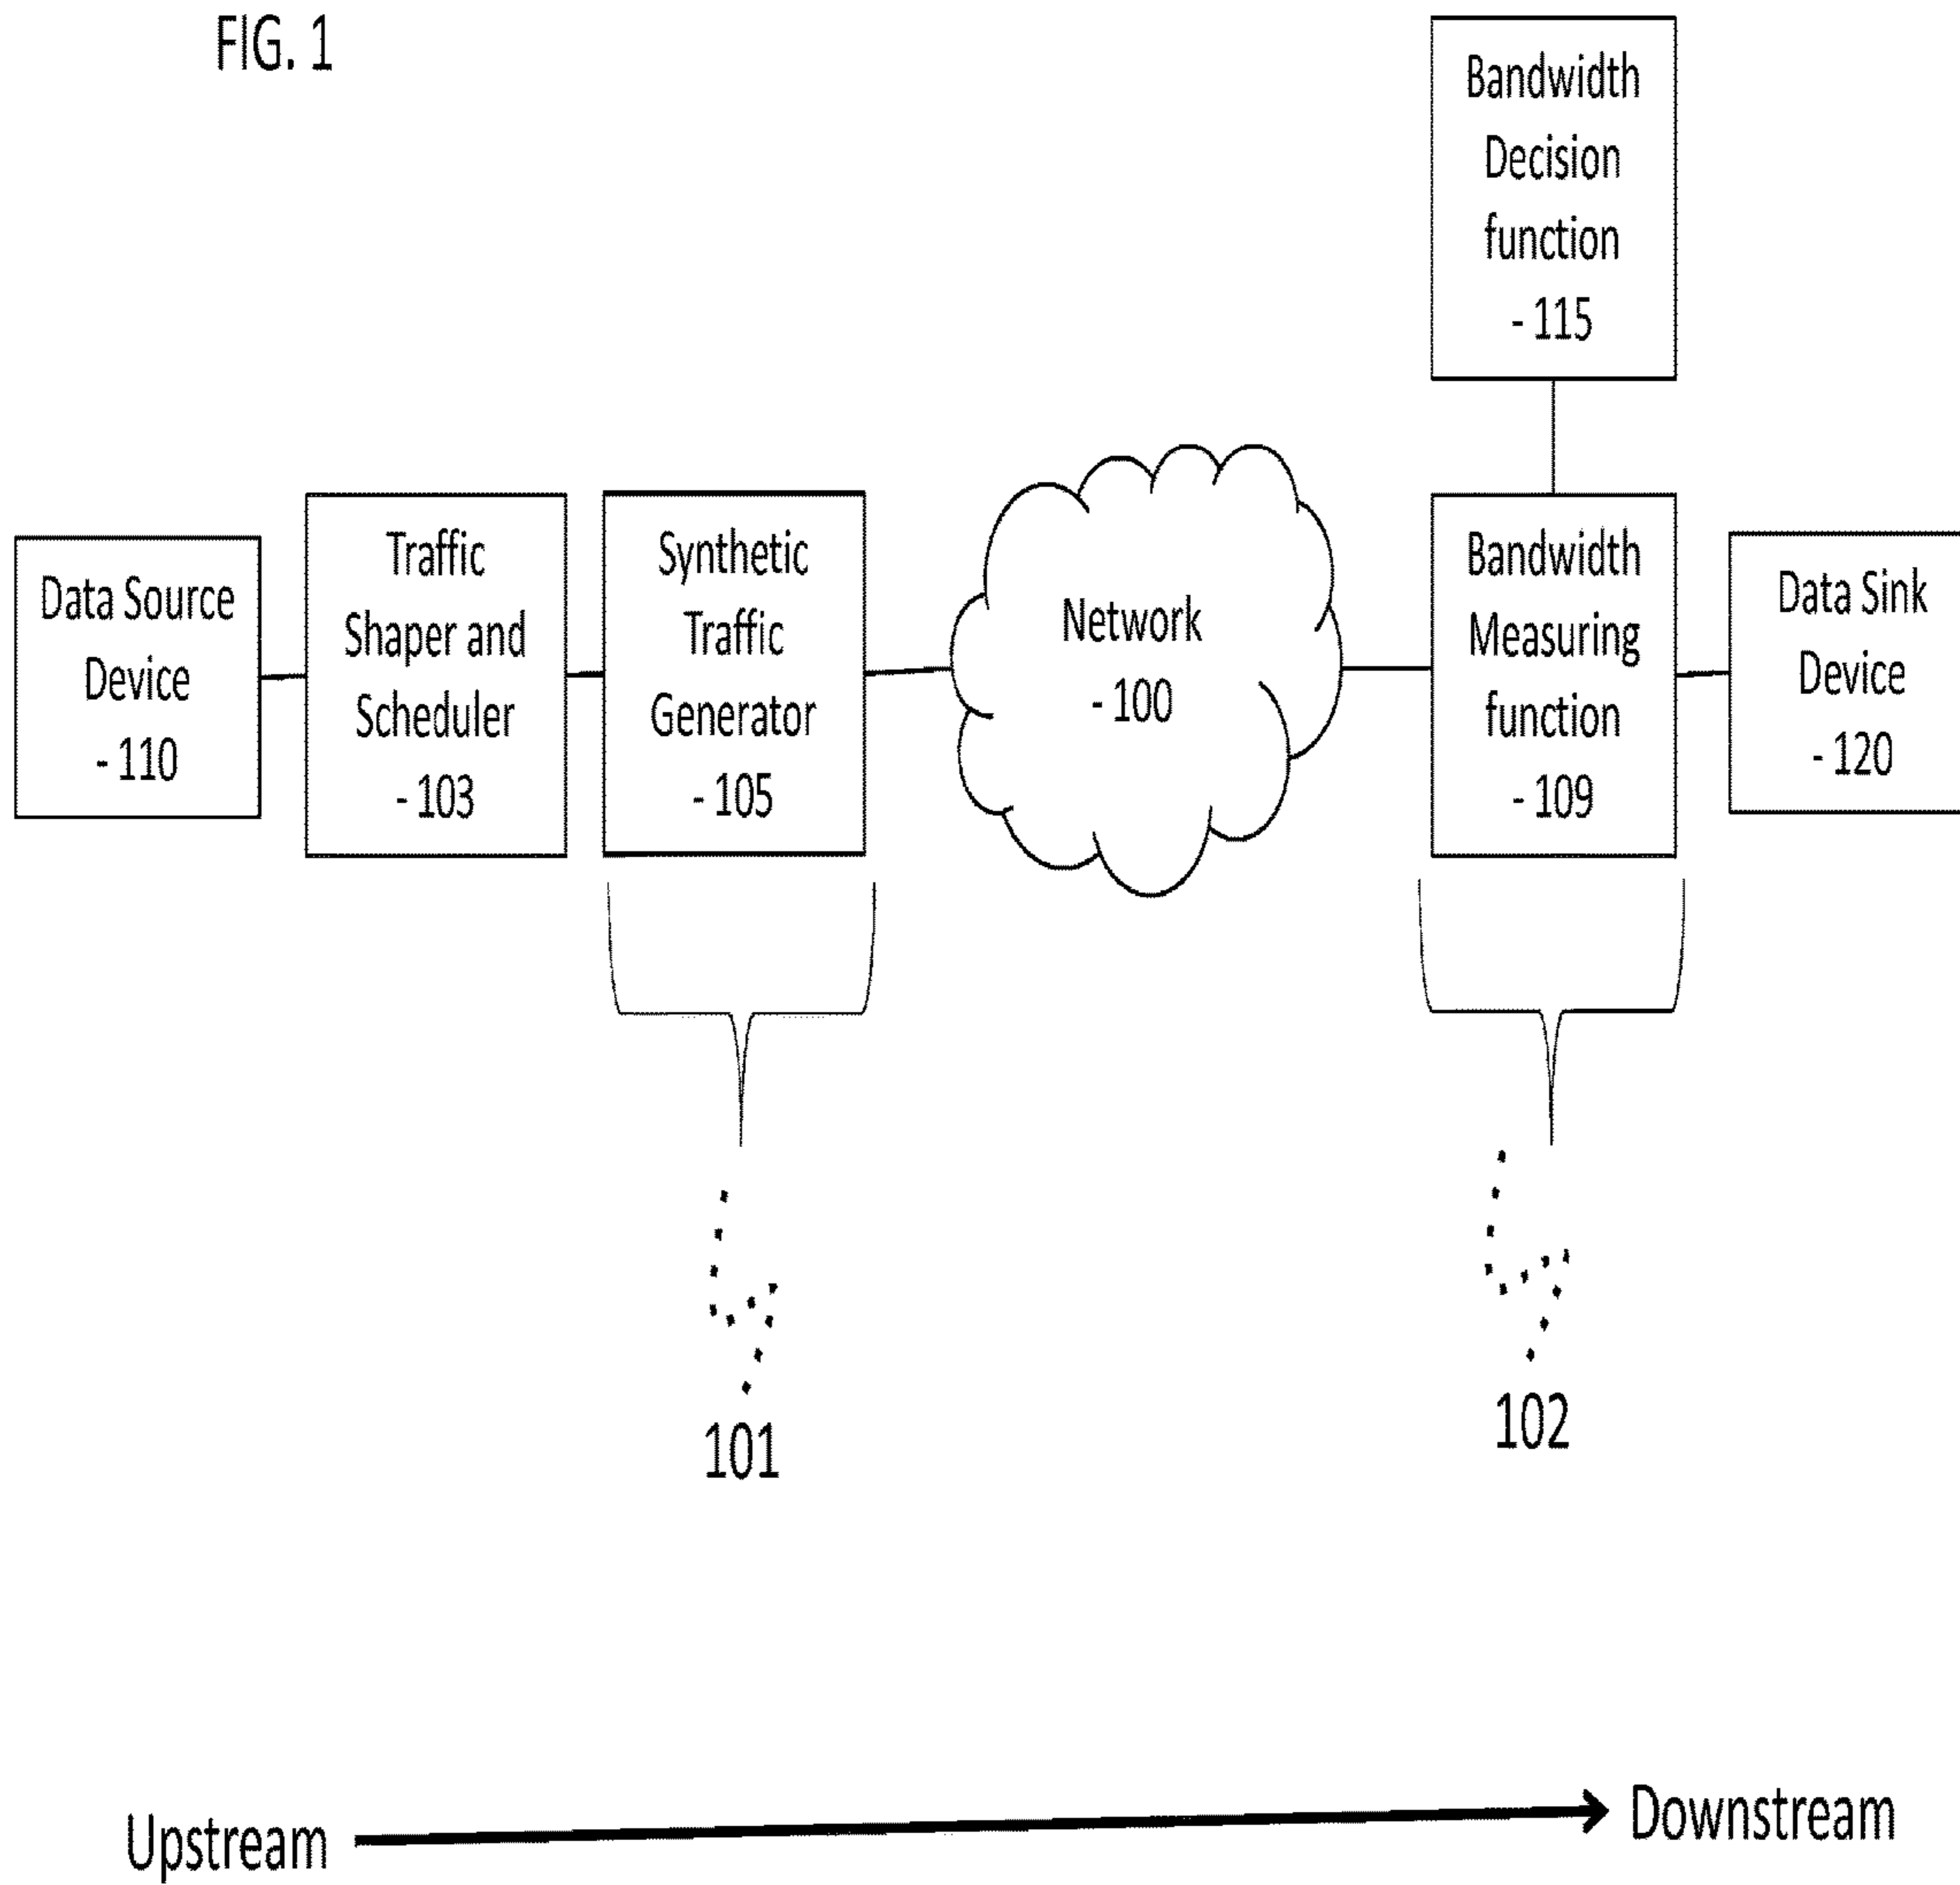 FIG. 1
Bandwidth
Decision
function
- 115
Data Source
Device
- 110
Traffic
Shaper and
Scheduler
- 103
Synthetic
Traffic
Generator
- 105
Network
- 100
Bandwidth
Measuring
function
- 109
Data Sink
Device
- 120
101
102
Upstream
Downstream